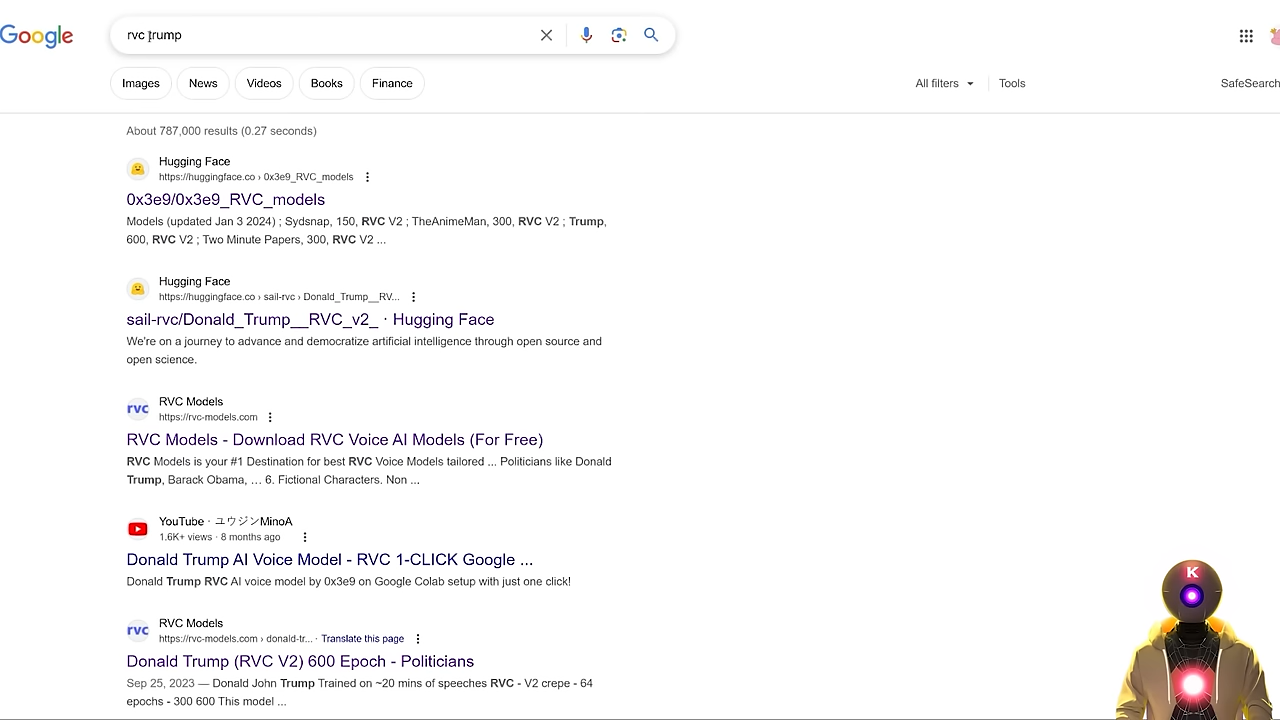 Google
rvc trump
Images
News
Videos
Books
Finance
All filters
Tools
SafeSearch
About 787,000 results (0.27 seconds)
Hugging Face
https://huggingface.co › 0x3e9_RVC_models
0x3e9/0x3e9_RVC_models
Models (updated Jan 3 2024) ; Sydsnap, 150, RVC V2 ; TheAnimeMan, 300, RVC V2 ; Trump,
600, RVC V2 ; Two Minute Papers, 300, RVC V2 ...
Hugging Face
https://huggingface.co › sail-rvc › Donald_Trump__RV...
sail-rvc/Donald_Trump__RVC_v2_ · Hugging Face
We're on a journey to advance and democratize artificial intelligence through open source and
open science.
rvc
RVC Models
https://rvc-models.com
RVC Models - Download RVC Voice AI Models (For Free)
RVC Models is your #1 Destination for best RVC Voice Models tailored ... Politicians like Donald
Trump, Barack Obama, … 6. Fictional Characters. Non ...
YouTube · ユウジンMinoA
1.6K+ views · 8 months ago
Donald Trump AI Voice Model - RVC 1-CLICK Google ...
Donald Trump RVC AI voice model by 0x3e9 on Google Colab setup with just one click!
rvc
RVC Models
https://rvc-models.com › donald-tr... · Translate this page
Donald Trump (RVC V2) 600 Epoch - Politicians
Sep 25, 2023 — Donald John Trump Trained on ~20 mins of speeches RVC - V2 crepe - 64
epochs - 300 600 This model ...
K